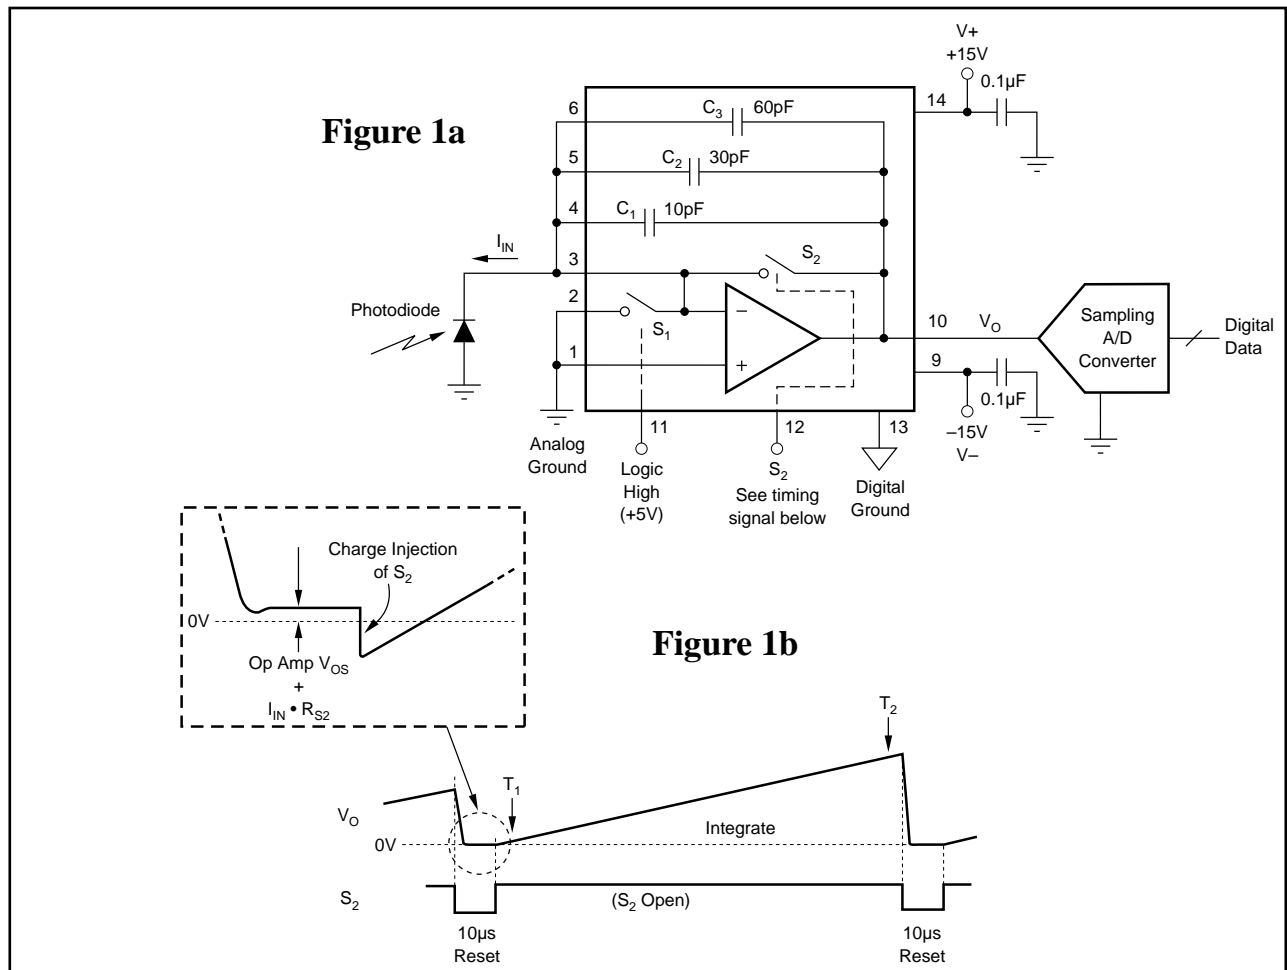 Figure 1a
V+
+15V
0.1µF
14
6
C3 60pF
5
C2 30pF
4
C1 10pF
IIN
3
S2
2
S1
Photodiode
–
+
1
10
VO
9
Sampling
A/D
Converter
Digital
Data
0.1µF
–15V
V–
11
12
13
Analog
Ground
Logic
High
(+5V)
S2
See timing
signal below
Digital
Ground
Charge Injection
of S2
0V
Op Amp VOS
+
IIN • RS2
Figure 1b
T2
T1
VO
Integrate
0V
S2
(S2 Open)
10µs
Reset
10µs
Reset